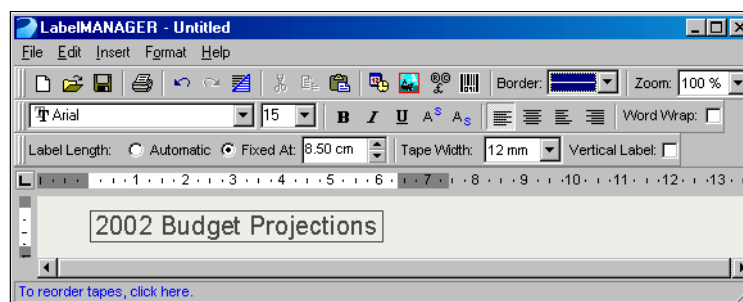 LabelMANAGER - Untitled
File Edit Insert Format Help
Border: Zoom: 100 %
Arial 15 B I U A^S A_S Word Wrap:
Label Length: Automatic Fixed At: 8.50 cm Tape Width: 12 mm Vertical Label:
1 2 3 4 5 6 7 8 9 10 11 12 13
2002 Budget Projections
To reorder tapes, click here.